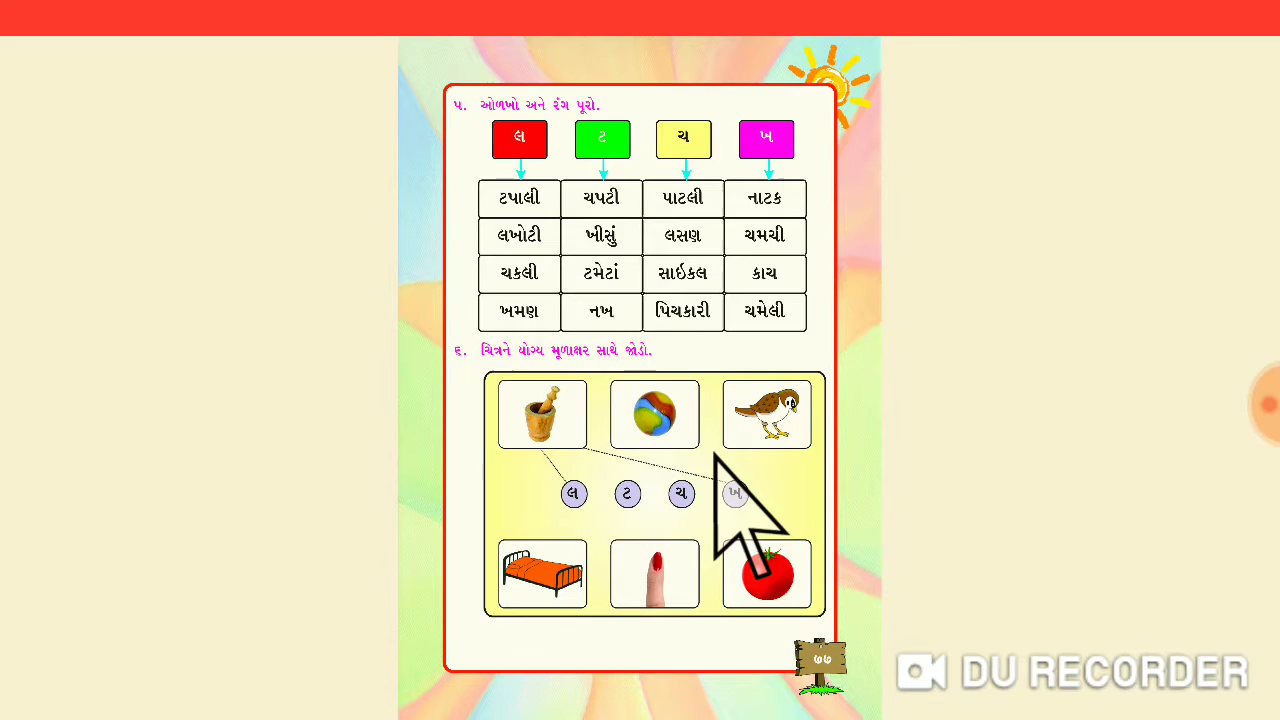 ૫. ઓળખો અને રંગ પૂરો.
લ ટ ચ ખ
ટપાલી ચપટી પાટલી નાટક
લખોટી ખીસું લસણ ચમચી
ચકલી ટમેટાં સાઇકલ કાચ
ખમણ નખ પિચકારી ચમેલી
૬. ચિત્રને યોગ્ય મૂળાક્ષર સાથે જોડો.
લ ટ ચ ખ
૭૭
DU RECORDER